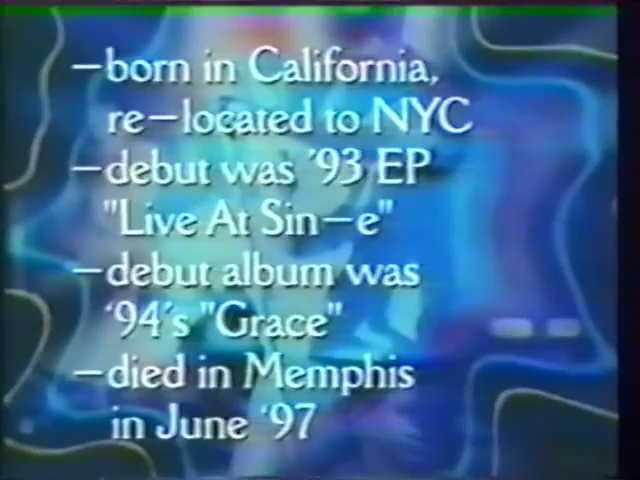 —born in California,
re—located to NYC
—debut was '93 EP
"Live At Sin—e"
—debut album was
'94's "Grace"
—died in Memphis
in June '97